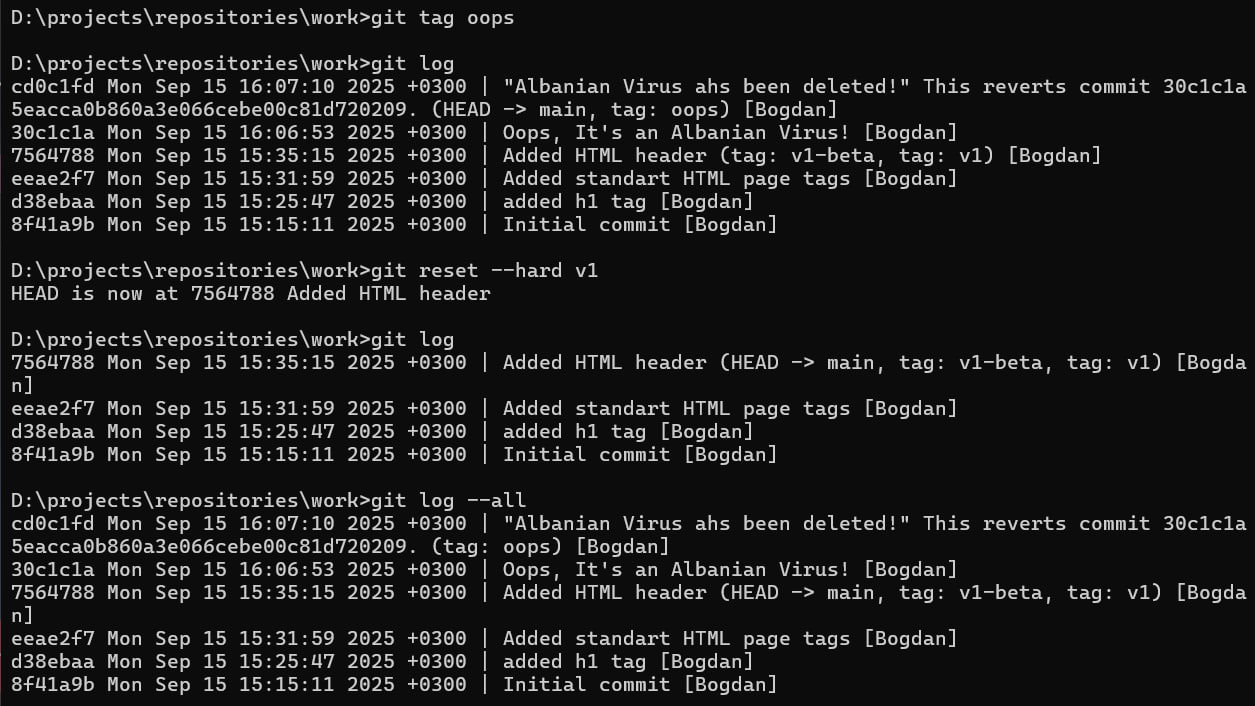 D:\projects\repositories\work>git tag oops
D:\projects\repositories\work>git log
cd0c1fd Mon Sep 15 16:07:10 2025 +0300 | "Albanian Virus ahs been deleted!" This reverts commit 30c1c1a
5eacca0b860a3e066cebe00c81d720209. (HEAD -> main, tag: oops) [Bogdan]
30c1c1a Mon Sep 15 16:06:53 2025 +0300 | Oops, It's an Albanian Virus! [Bogdan]
7564788 Mon Sep 15 15:35:15 2025 +0300 | Added HTML header (tag: v1-beta, tag: v1) [Bogdan]
eeae2f7 Mon Sep 15 15:31:59 2025 +0300 | Added standart HTML page tags [Bogdan]
d38ebaa Mon Sep 15 15:25:47 2025 +0300 | added h1 tag [Bogdan]
8f41a9b Mon Sep 15 15:15:11 2025 +0300 | Initial commit [Bogdan]
D:\projects\repositories\work>git reset --hard v1
HEAD is now at 7564788 Added HTML header
D:\projects\repositories\work>git log
7564788 Mon Sep 15 15:35:15 2025 +0300 | Added HTML header (HEAD -> main, tag: v1-beta, tag: v1) [Bogda
n]
eeae2f7 Mon Sep 15 15:31:59 2025 +0300 | Added standart HTML page tags [Bogdan]
d38ebaa Mon Sep 15 15:25:47 2025 +0300 | added h1 tag [Bogdan]
8f41a9b Mon Sep 15 15:15:11 2025 +0300 | Initial commit [Bogdan]
D:\projects\repositories\work>git log --all
cd0c1fd Mon Sep 15 16:07:10 2025 +0300 | "Albanian Virus ahs been deleted!" This reverts commit 30c1c1a
5eacca0b860a3e066cebe00c81d720209. (tag: oops) [Bogdan]
30c1c1a Mon Sep 15 16:06:53 2025 +0300 | Oops, It's an Albanian Virus! [Bogdan]
7564788 Mon Sep 15 15:35:15 2025 +0300 | Added HTML header (HEAD -> main, tag: v1-beta, tag: v1) [Bogda
n]
eeae2f7 Mon Sep 15 15:31:59 2025 +0300 | Added standart HTML page tags [Bogdan]
d38ebaa Mon Sep 15 15:25:47 2025 +0300 | added h1 tag [Bogdan]
8f41a9b Mon Sep 15 15:15:11 2025 +0300 | Initial commit [Bogdan]